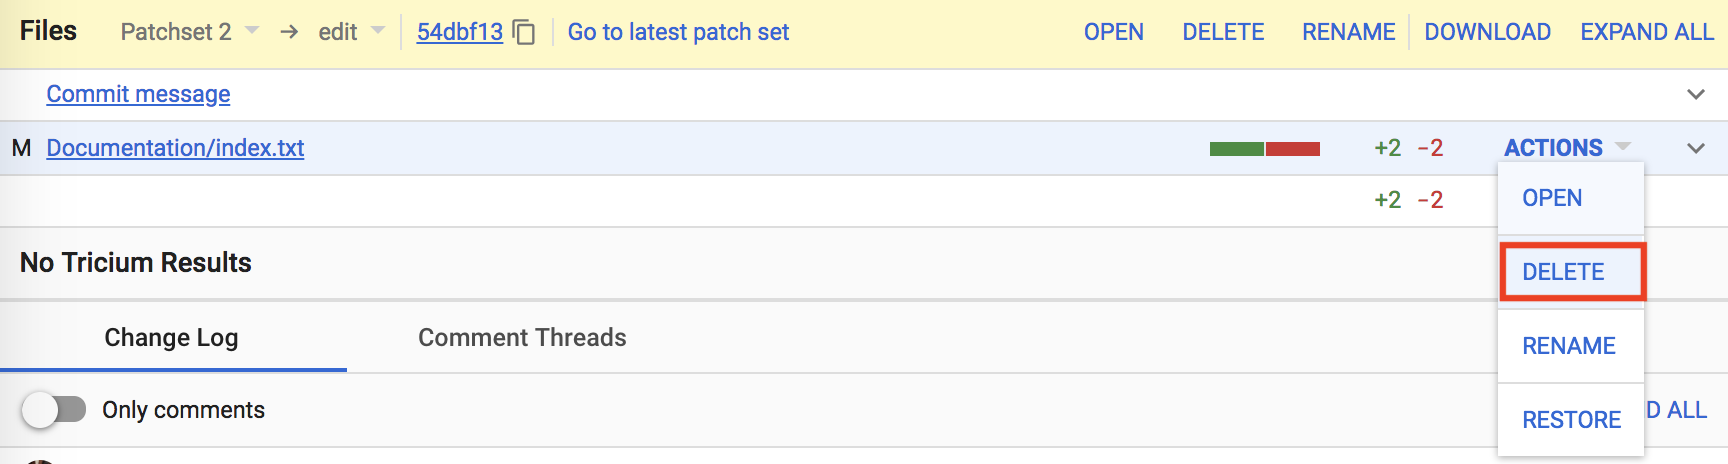 Files Patchset 2 → edit 54dbf13 Go to latest patch set OPEN DELETE RENAME DOWNLOAD EXPAND ALL
Commit message
M Documentation/index.txt +2 −2 ACTIONS
OPEN
+2 −2
No Tricium Results
DELETE
Change Log Comment Threads
RENAME
Only comments
RESTORE
D ALL